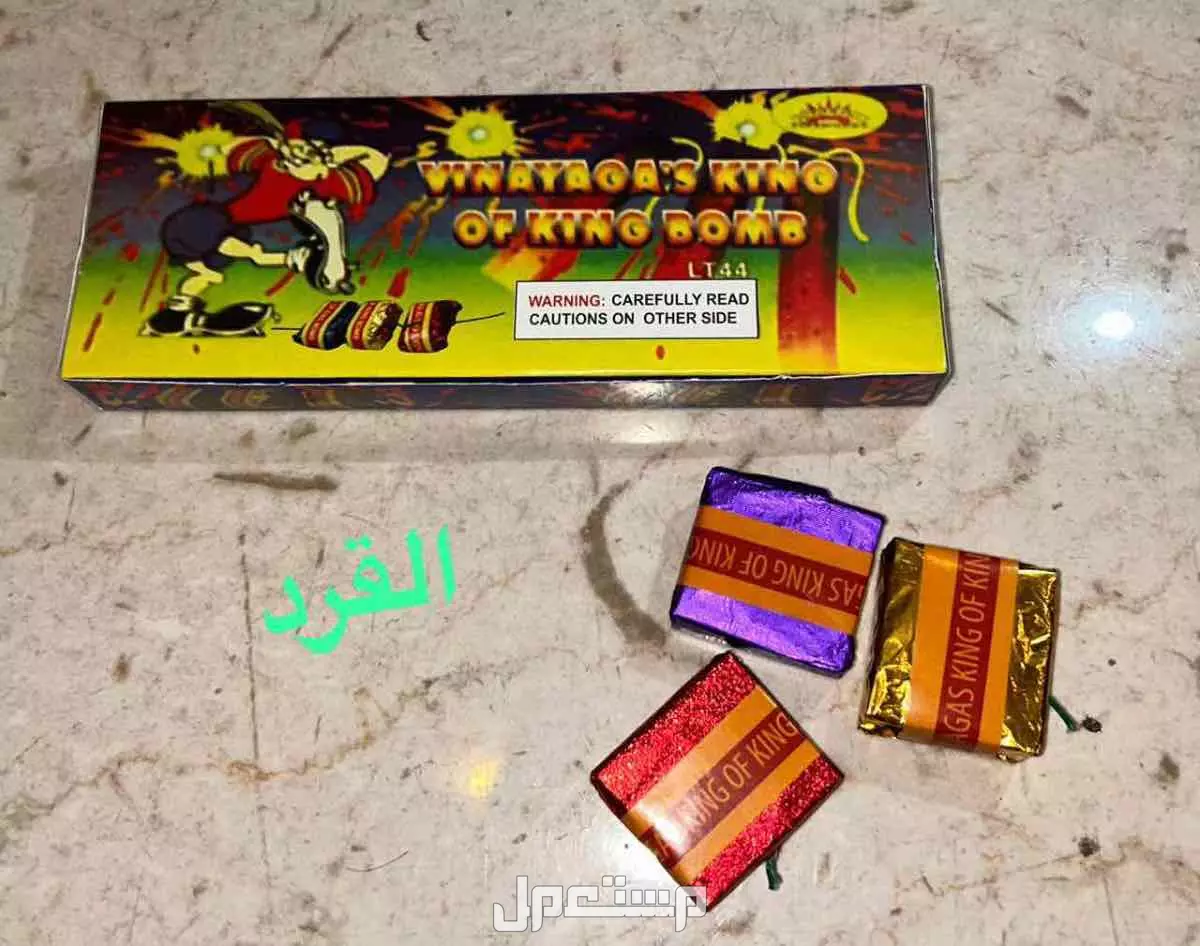 VINAYAGA'S KING
OF KING BOMB
LT44
WARNING: CAREFULLY READ
CAUTIONS ON OTHER SIDE
القرد
GAS KING OF KING
AGAS KING OF KIN
KING OF KING
مستعمل